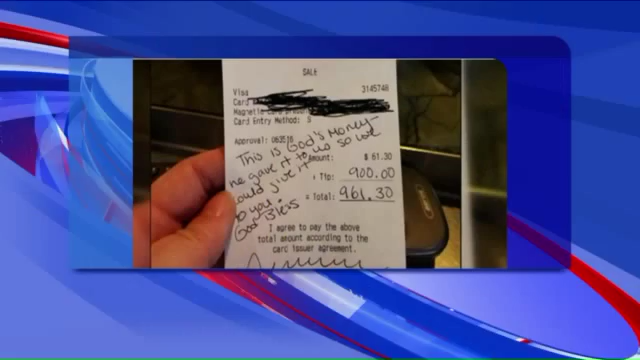 SALE
Visa 3145748
Card
Magnetic card
Card Entry Method: S
Approval:
This is God's Money -
he gave it to us so we
could give it
to you.
God Bless
Amount: $ 61.30
+ Tip: 900.00
= Total: 961.30
I agree to pay the above
total amount according to the
card issuer agreement.